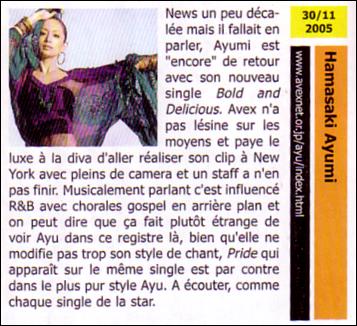 News un peu déca-
lée mais il fallait en
parler, Ayumi est
"encore" de retour
avec son nouveau
single Bold and
Delicious. Avex n'a
pas lésine sur les
moyens et paye le
luxe à la diva d'aller réaliser son clip à New
York avec pleins de camera et un staff a n'en
pas finir. Musicalement parlant c'est influencé
R&B avec chorales gospel en arrière plan et
on peut dire que ça fait plutôt étrange de
voir Ayu dans ce registre là, bien qu'elle ne
modifie pas trop son style de chant, Pride qui
apparaît sur le même single est par contre
dans le plus pur style Ayu. A écouter, comme
chaque single de la star.
30/11
2005
Hamasaki Ayumi
www.avexnet.or.jp/ayu/index.html